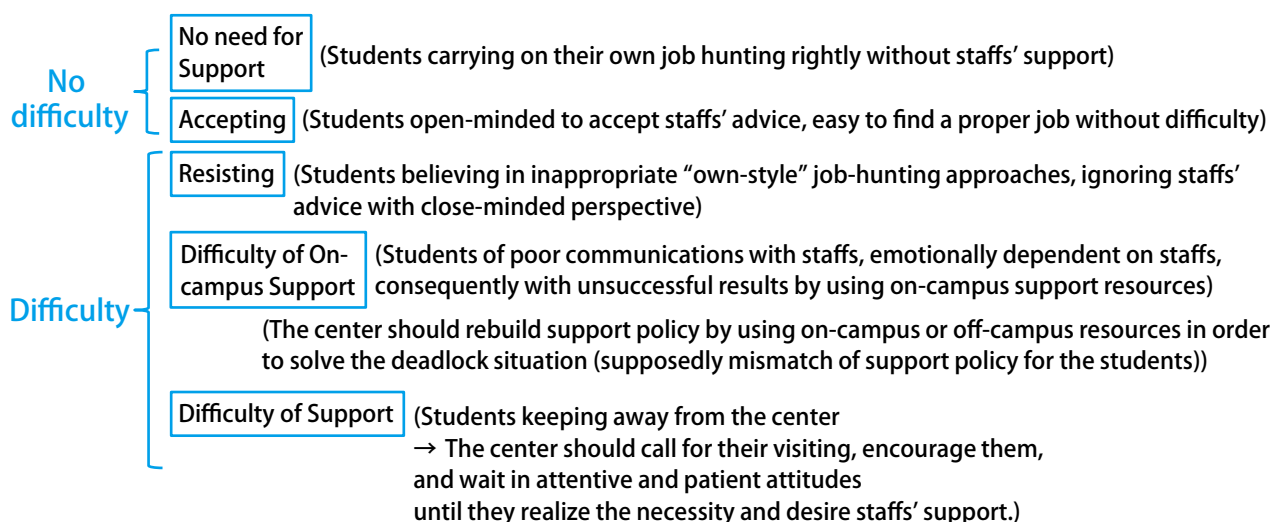 No difficulty
No need for Support
(Students carrying on their own job hunting rightly without staffs’ support)
Accepting
(Students open-minded to accept staffs’ advice, easy to find a proper job without difficulty)
Difficulty
Resisting
(Students believing in inappropriate “own-style” job-hunting approaches, ignoring staffs’
advice with close-minded perspective)
Difficulty of On-
campus Support
(Students of poor communications with staffs, emotionally dependent on staffs,
consequently with unsuccessful results by using on-campus support resources)
(The center should rebuild support policy by using on-campus or off-campus resources in order
to solve the deadlock situation (supposedly mismatch of support policy for the students))
Difficulty of Support
(Students keeping away from the center
→ The center should call for their visiting, encourage them,
and wait in attentive and patient attitudes
until they realize the necessity and desire staffs’ support.)